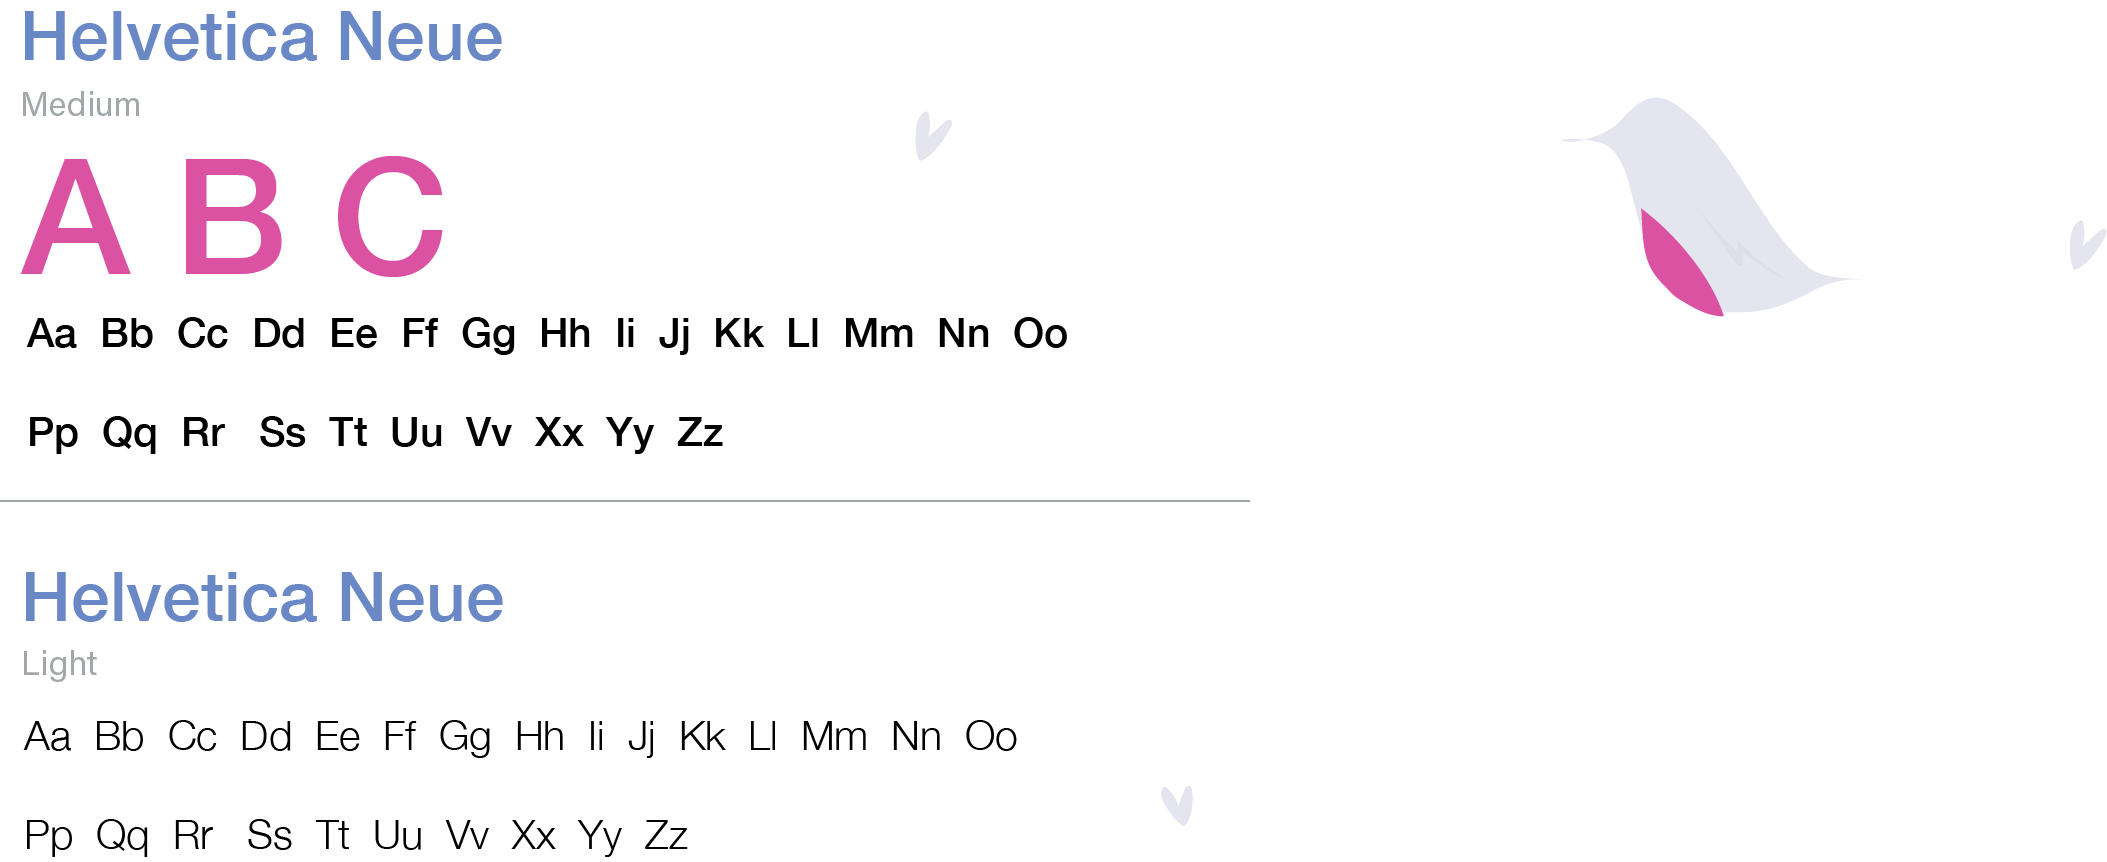 Helvetica Neue
Medium
A B C
Aa Bb Cc Dd Ee Ff Gg Hh Ii Jj Kk Ll Mm Nn Oo
Pp Qq Rr Ss Tt Uu Vv Xx Yy Zz
Helvetica Neue
Light
Aa Bb Cc Dd Ee Ff Gg Hh Ii Jj Kk Ll Mm Nn Oo
Pp Qq Rr Ss Tt Uu Vv Xx Yy Zz